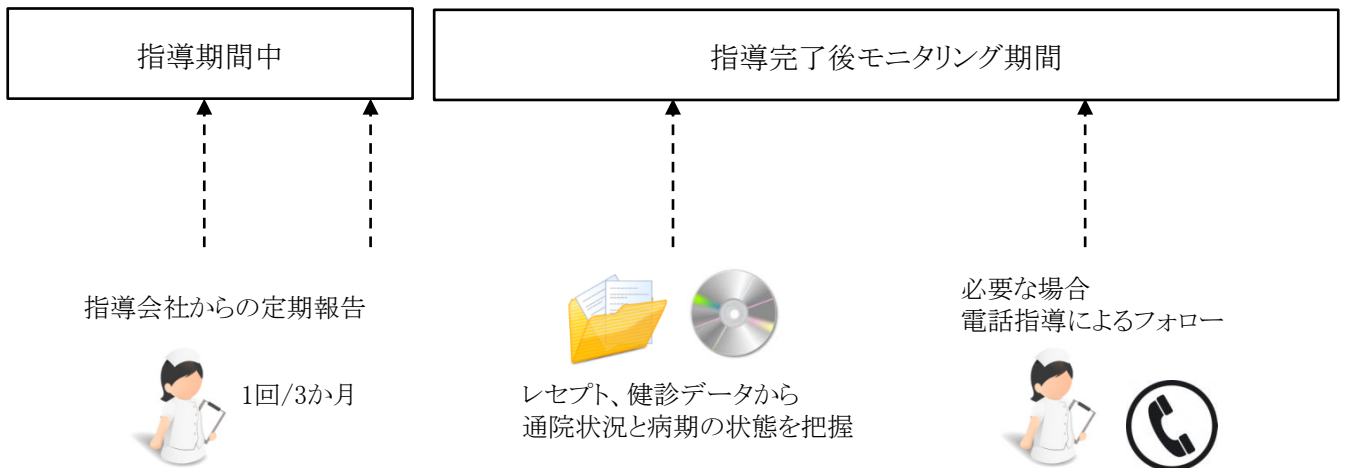 指導期間中
指導完了後モニタリング期間
指導会社からの定期報告
1回/3か月
レセプト、健診データから
通院状況と病期の状態を把握
必要な場合
電話指導によるフォロー